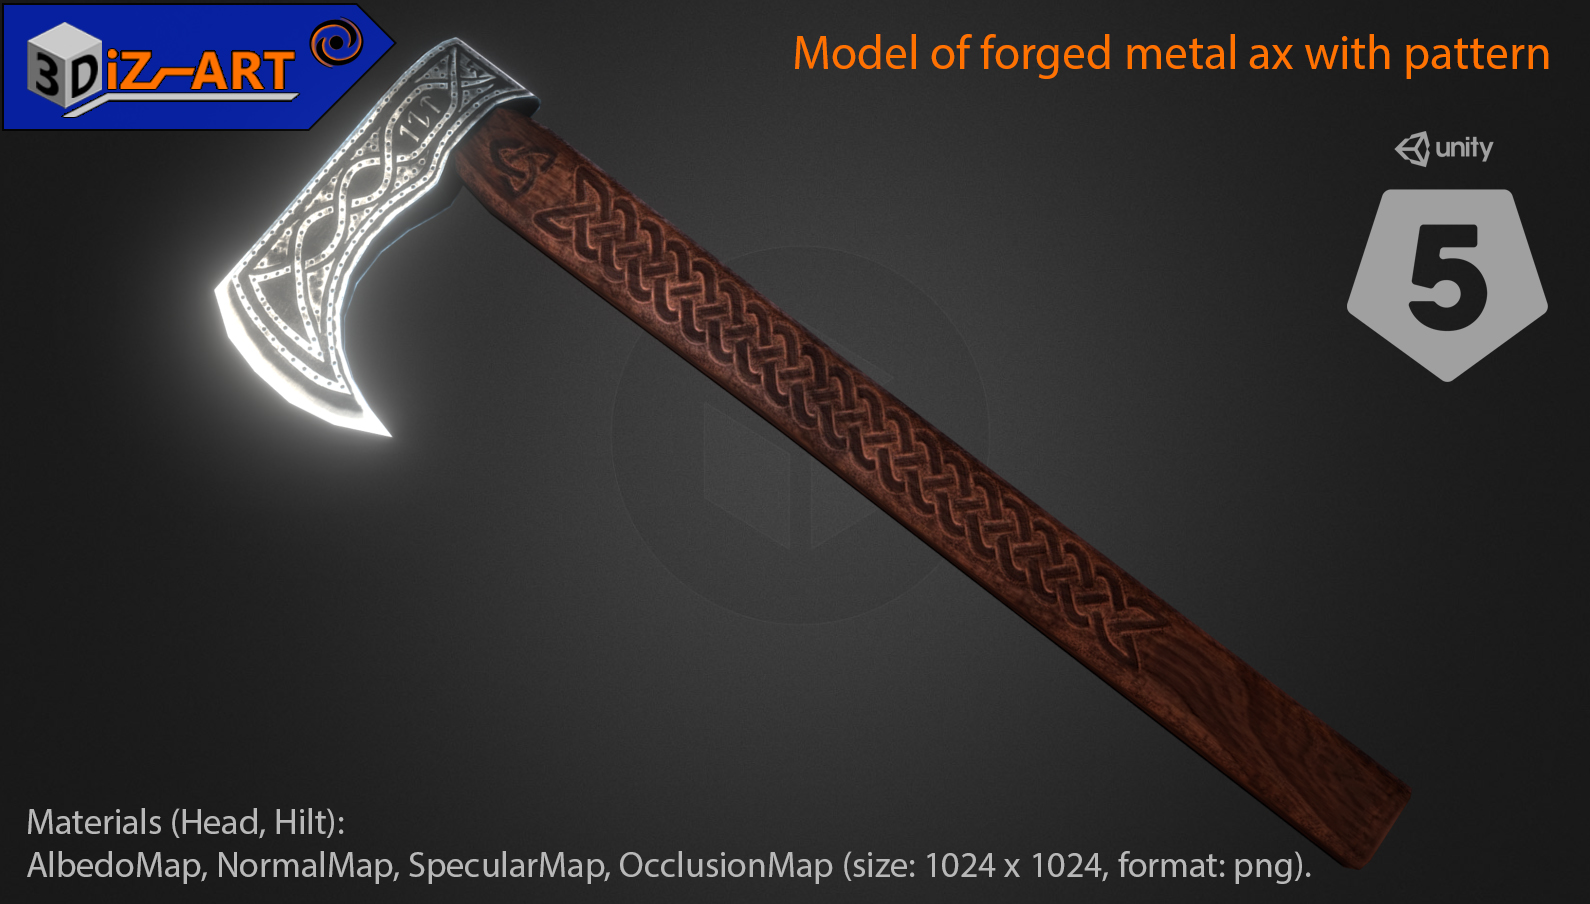 3DiZ-ART
Model of forged metal ax with pattern
unity
5
Materials (Head, Hilt):
AlbedoMap, NormalMap, SpecularMap, OcclusionMap (size: 1024 x 1024, format: png).